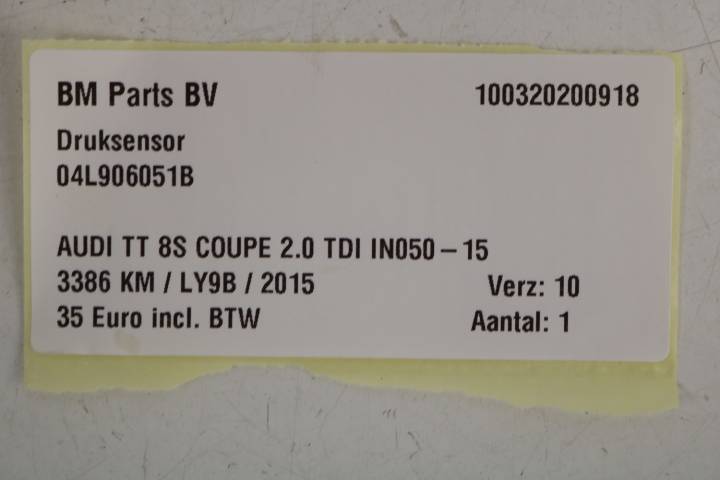 BM Parts BV 100320200918
Druksensor
04L906051B
AUDI TT 8S COUPE 2.0 TDI IN050-15
3386 KM / LY9B / 2015 Verz: 10
35 Euro incl. BTW Aantal: 1